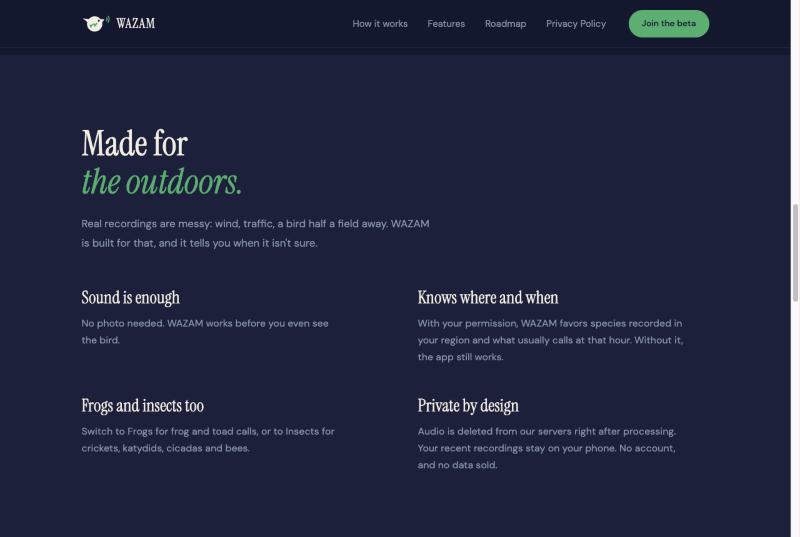 WAZAM
How it works
Features
Roadmap
Privacy Policy
Join the beta
Made for
the outdoors.
Real recordings are messy: wind, traffic, a bird half a field away. WAZAM
is built for that, and it tells you when it isn't sure.
Sound is enough
No photo needed. WAZAM works before you even see
the bird.
Knows where and when
With your permission, WAZAM favors species recorded in
your region and what usually calls at that hour. Without it,
the app still works.
Frogs and insects too
Switch to Frogs for frog and toad calls, or to Insects for
crickets, katydids, cicadas and bees.
Private by design
Audio is deleted from our servers right after processing.
Your recent recordings stay on your phone. No account,
and no data sold.